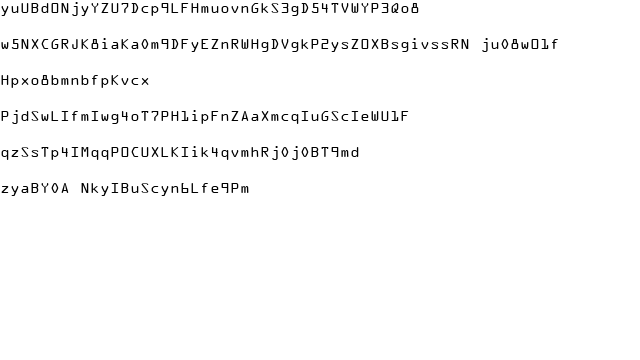 yuUBdONjyYZU7Dcp9LFHmuovnGkS3gD54TVWYP3Qo8
w5NXCGRJK8iaKa0m9DFyEZnRWHgDVgkP2ysZOXBsgivssRN ju08wO1f
Hpxo8bmnbfpKvcx
PjdSwLIfmIwg4oT7PH1ipFnZAaXmcqIuGScIeWU1F
qzSsTp4IMqqPOCUXLKIik4qvmhRj0j0BT9md
zyaBY0A NkyIBuScyn6Lfe9Pm